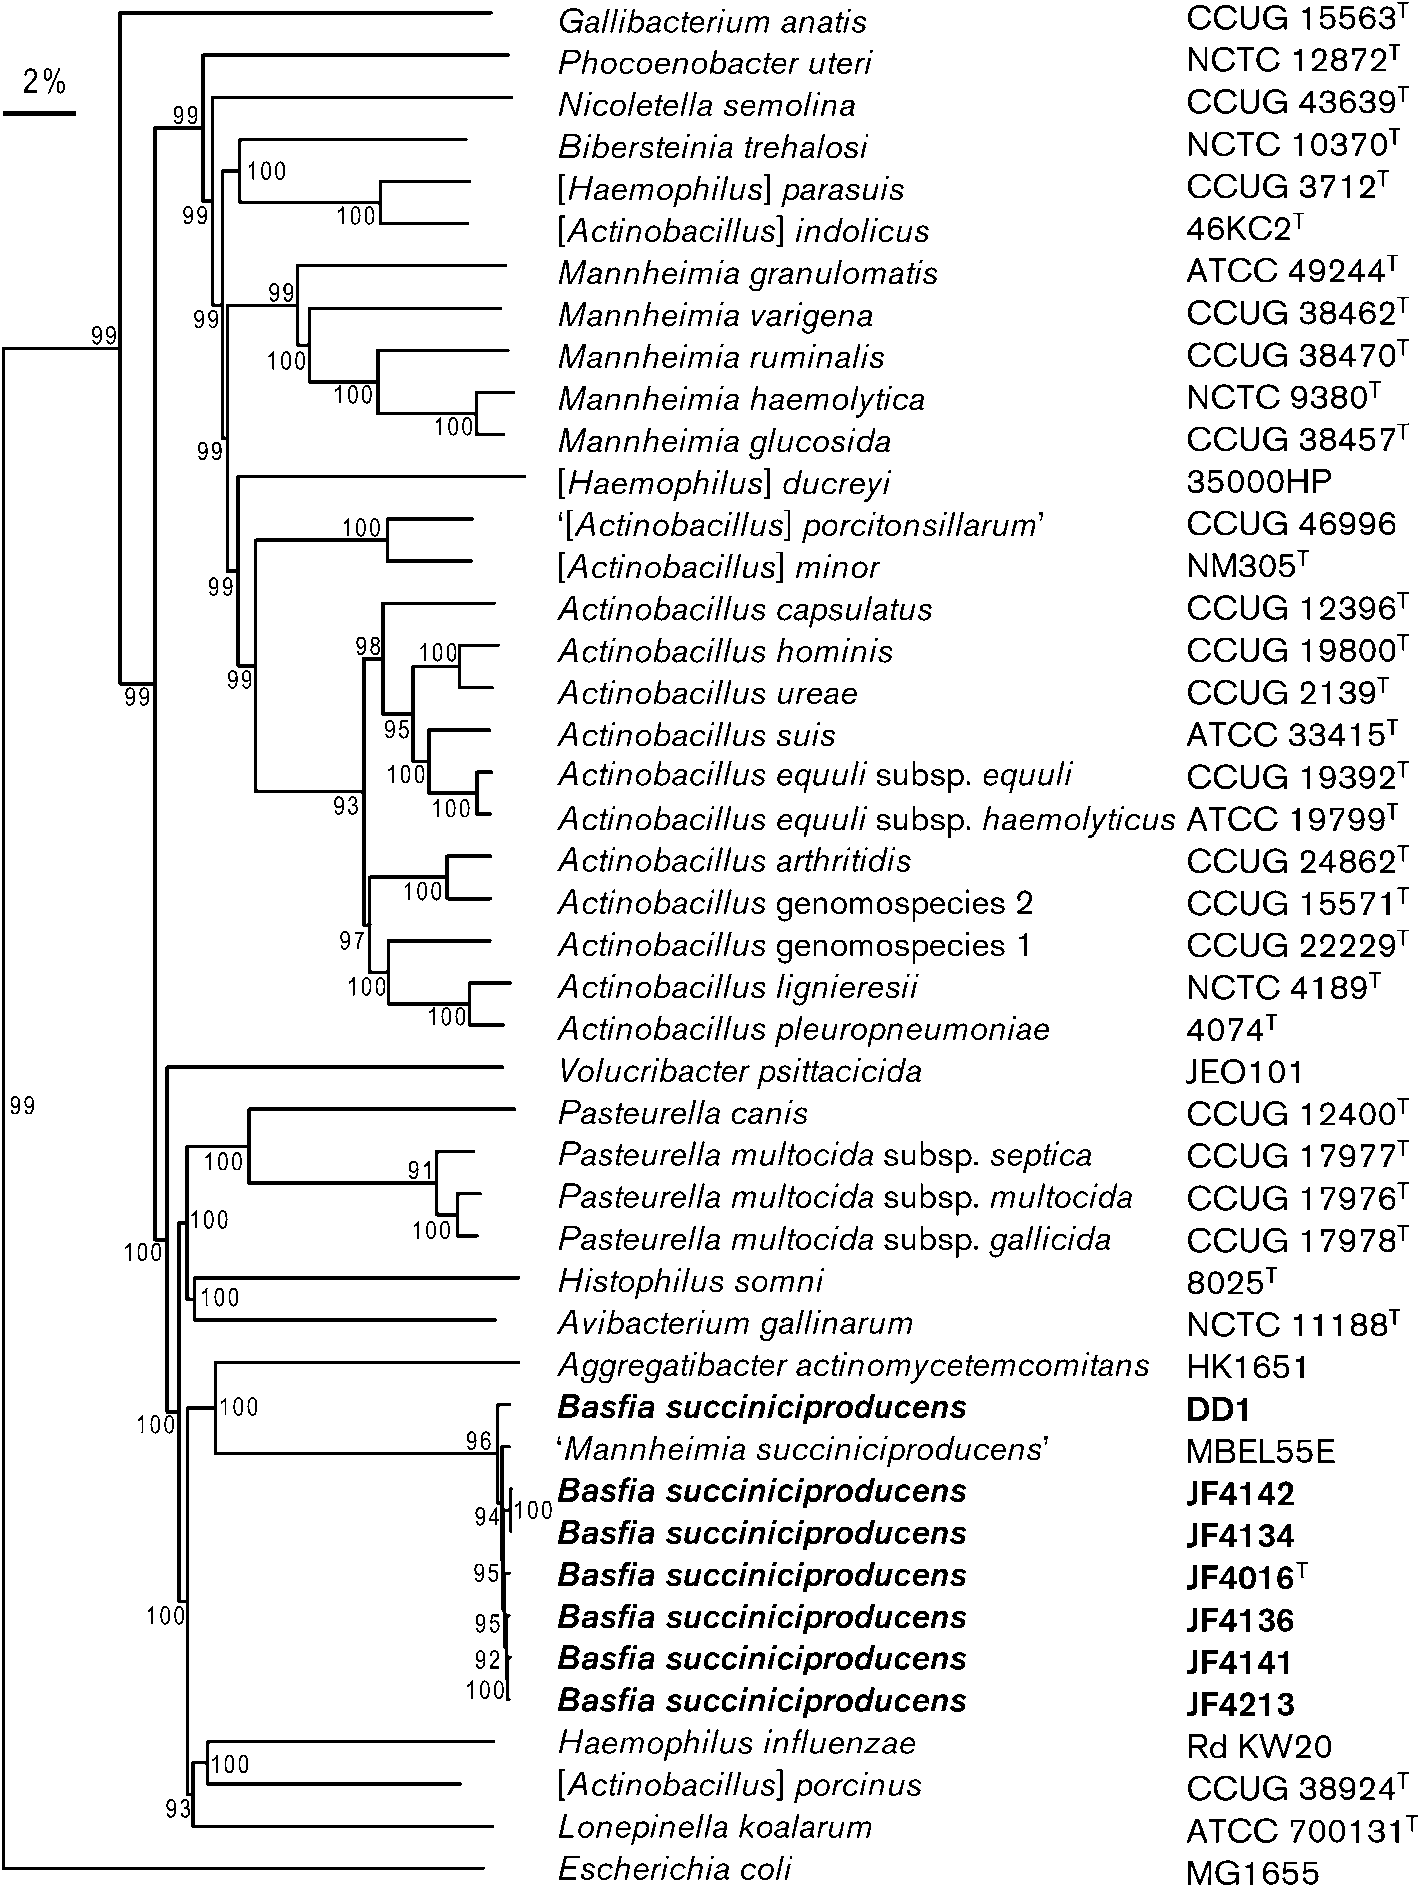 Gallibacterium anatis CCUG 15563ᵀ
Phocoenobacter uteri NCTC 12872ᵀ
2%
Nicoletella semolina CCUG 43639ᵀ
99
Bibersteinia trehalosi NCTC 10370ᵀ
100
[Haemophilus] parasuis CCUG 3712ᵀ
99
100
[Actinobacillus] indolicus 46KC2ᵀ
Mannheimia granulomatis ATCC 49244ᵀ
99
99
Mannheimia varigena CCUG 38462ᵀ
99
100
Mannheimia ruminalis CCUG 38470ᵀ
100
Mannheimia haemolytica NCTC 9380ᵀ
100
Mannheimia glucosida CCUG 38457ᵀ
99
[Haemophilus] ducreyi 35000HP
100
‘[Actinobacillus] porcitonsillarum’ CCUG 46996
[Actinobacillus] minor NM305ᵀ
99
Actinobacillus capsulatus CCUG 12396ᵀ
98
100
Actinobacillus hominis CCUG 19800ᵀ
99
Actinobacillus ureae CCUG 2139ᵀ
99
95
Actinobacillus suis ATCC 33415ᵀ
100
Actinobacillus equuli subsp. equuli CCUG 19392ᵀ
93
100
Actinobacillus equuli subsp. haemolyticus ATCC 19799ᵀ
Actinobacillus arthritidis CCUG 24862ᵀ
100
Actinobacillus genomospecies 2 CCUG 15571ᵀ
97
Actinobacillus genomospecies 1 CCUG 22229ᵀ
100
Actinobacillus lignieresii NCTC 4189ᵀ
100
Actinobacillus pleuropneumoniae 4074ᵀ
Volucribacter psittacicida JEO101
99
Pasteurella canis CCUG 12400ᵀ
100
91
Pasteurella multocida subsp. septica CCUG 17977ᵀ
Pasteurella multocida subsp. multocida CCUG 17976ᵀ
100
100
Pasteurella multocida subsp. gallicida CCUG 17978ᵀ
100
Histophilus somni 8025ᵀ
100
Avibacterium gallinarum NCTC 11188ᵀ
Aggregatibacter actinomycetemcomitans HK1651
100
Basfia succiniciproducens DD1
100
96
‘Mannheimia succiniciproducens’ MBEL55E
Basfia succiniciproducens JF4142
94
100
Basfia succiniciproducens JF4134
95
Basfia succiniciproducens JF4016ᵀ
100
95
Basfia succiniciproducens JF4136
92
Basfia succiniciproducens JF4141
100
Basfia succiniciproducens JF4213
Haemophilus influenzae Rd KW20
100
[Actinobacillus] porcinus CCUG 38924ᵀ
93
Lonepinella koalarum ATCC 700131ᵀ
Escherichia coli MG1655